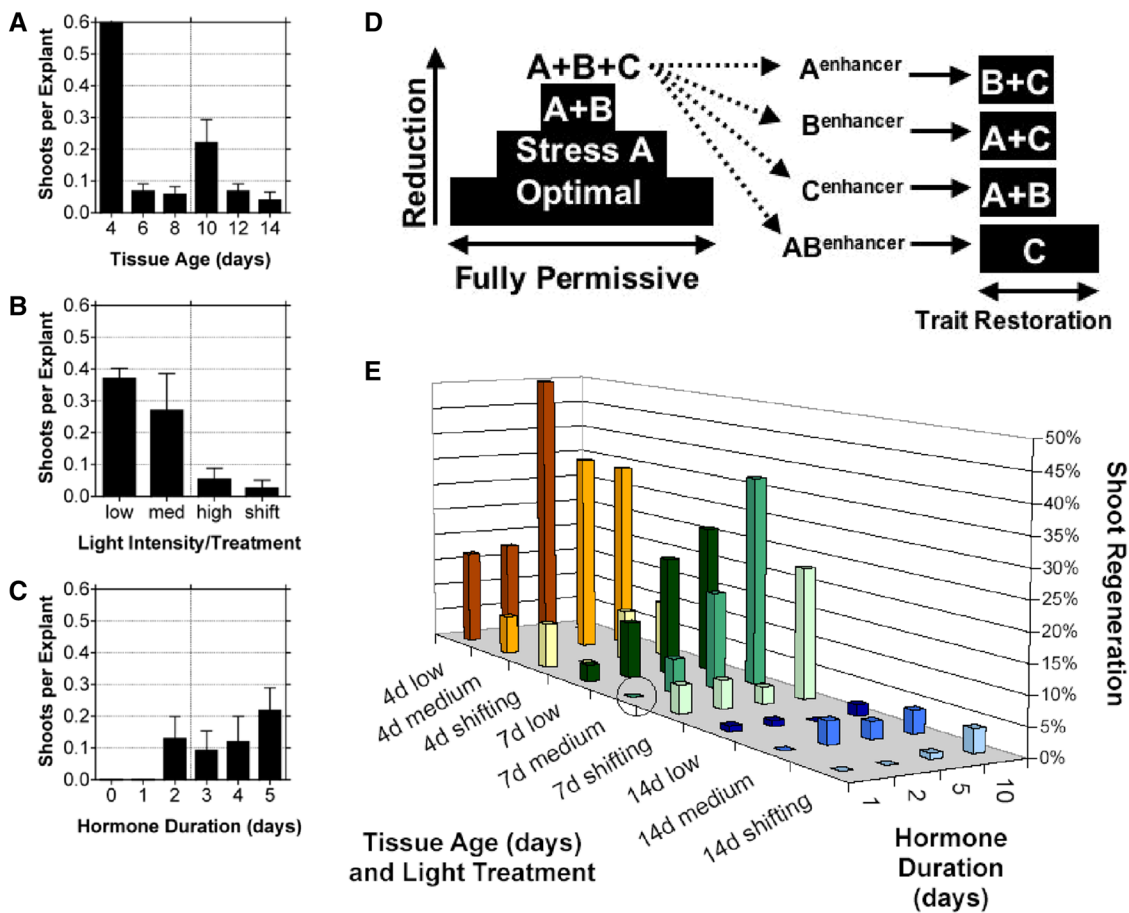 A
Shoots per Explant
0.6
0.5
0.4
0.3
0.2
0.1
0.0
4 6 8 10 12 14
Tissue Age (days)
B
Shoots per Explant
0.6
0.5
0.4
0.3
0.2
0.1
0.0
low med high shift
Light Intensity/Treatment
C
Shoots per Explant
0.6
0.5
0.4
0.3
0.2
0.1
0.0
0 1 2 3 4 5
Hormone Duration (days)
D
Reduction
A+B+C
A+B
Stress A
Optimal
Fully Permissive
Aenhancer
Benhancer
Cenhancer
ABenhancer
B+C
A+C
A+B
C
Trait Restoration
E
50%
45%
40%
35%
30%
25%
20%
15%
10%
5%
0%
Shoot Regeneration
4d low
4d medium
4d shifting
7d low
7d medium
7d shifting
14d low
14d medium
14d shifting
1
2
5
10
Tissue Age (days)
and Light Treatment
Hormone
Duration
(days)